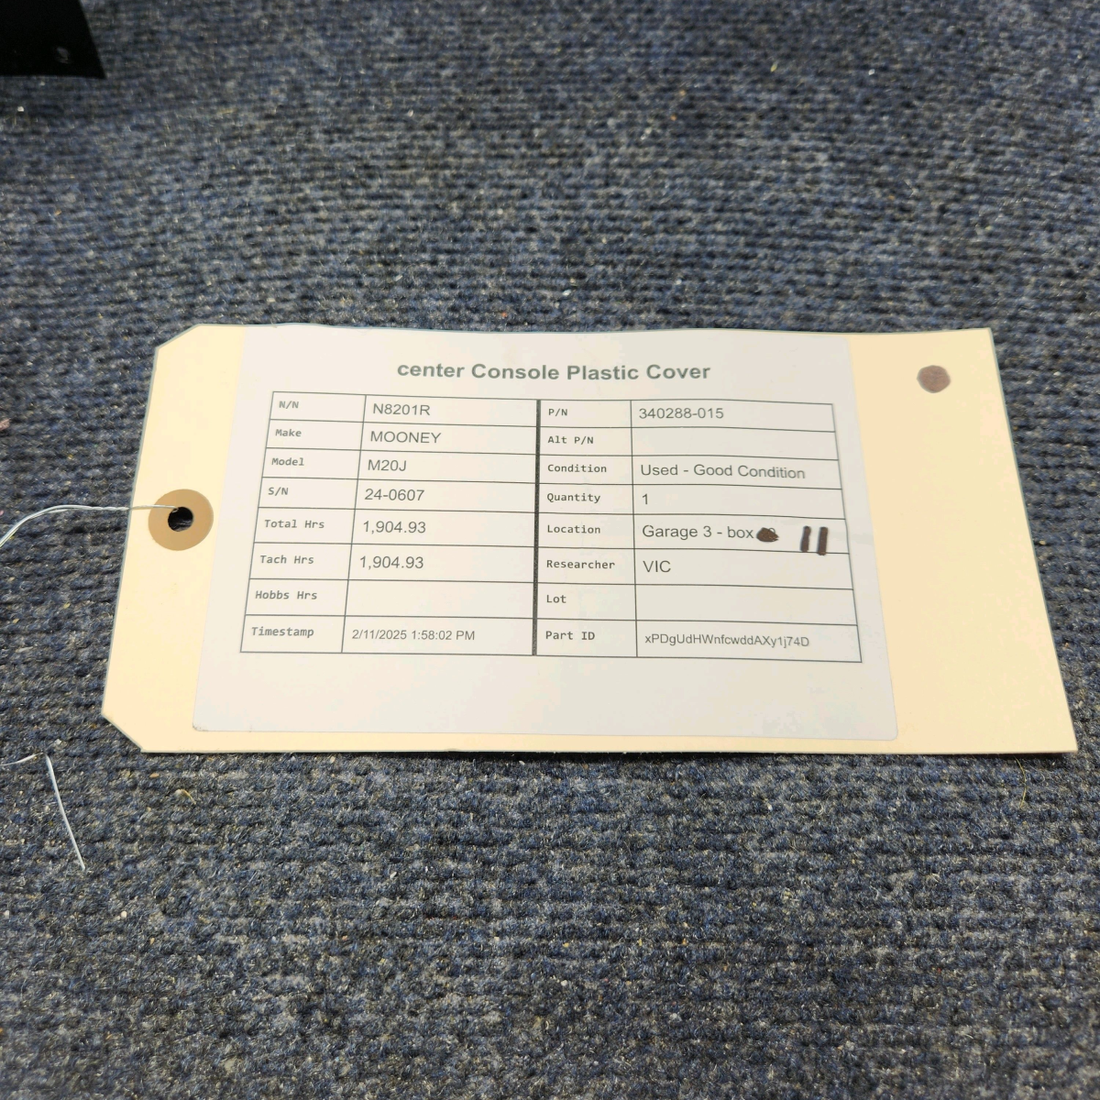 center Console Plastic Cover
N/N N8201R P/N 340288-015
Make MOONEY Alt P/N
Model M20J Condition Used - Good Condition
S/N 24-0607 Quantity 1
Total Hrs 1,904.93 Location Garage 3 - box 11
Tach Hrs 1,904.93 Researcher VIC
Hobbs Hrs Lot
Timestamp 2/11/2025 1:58:02 PM Part ID xPDgUdHWnfcwddAXy1j74D